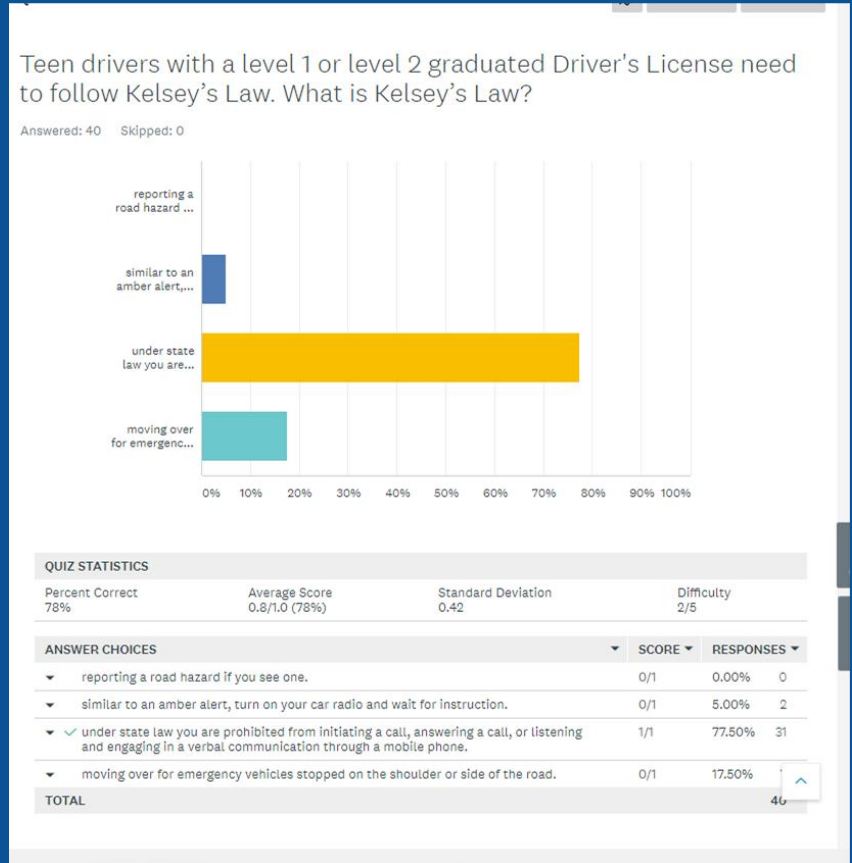 Teen drivers with a level 1 or level 2 graduated Driver's License need
to follow Kelsey’s Law. What is Kelsey’s Law?
Answered: 40 Skipped: 0
reporting a
road hazard ...
similar to an
amber alert,...
under state
law you are...
moving over
for emergenc...
0% 10% 20% 30% 40% 50% 60% 70% 80% 90% 100%
QUIZ STATISTICS
Percent Correct Average Score Standard Deviation Difficulty
78% 0.8/1.0 (78%) 0.42 2/5
ANSWER CHOICES SCORE RESPONSES
reporting a road hazard if you see one. 0/1 0.00% 0
similar to an amber alert, turn on your car radio and wait for instruction. 0/1 5.00% 2
under state law you are prohibited from initiating a call, answering a call, or listening 1/1 77.50% 31
and engaging in a verbal communication through a mobile phone.
moving over for emergency vehicles stopped on the shoulder or side of the road. 0/1 17.50%
TOTAL 40